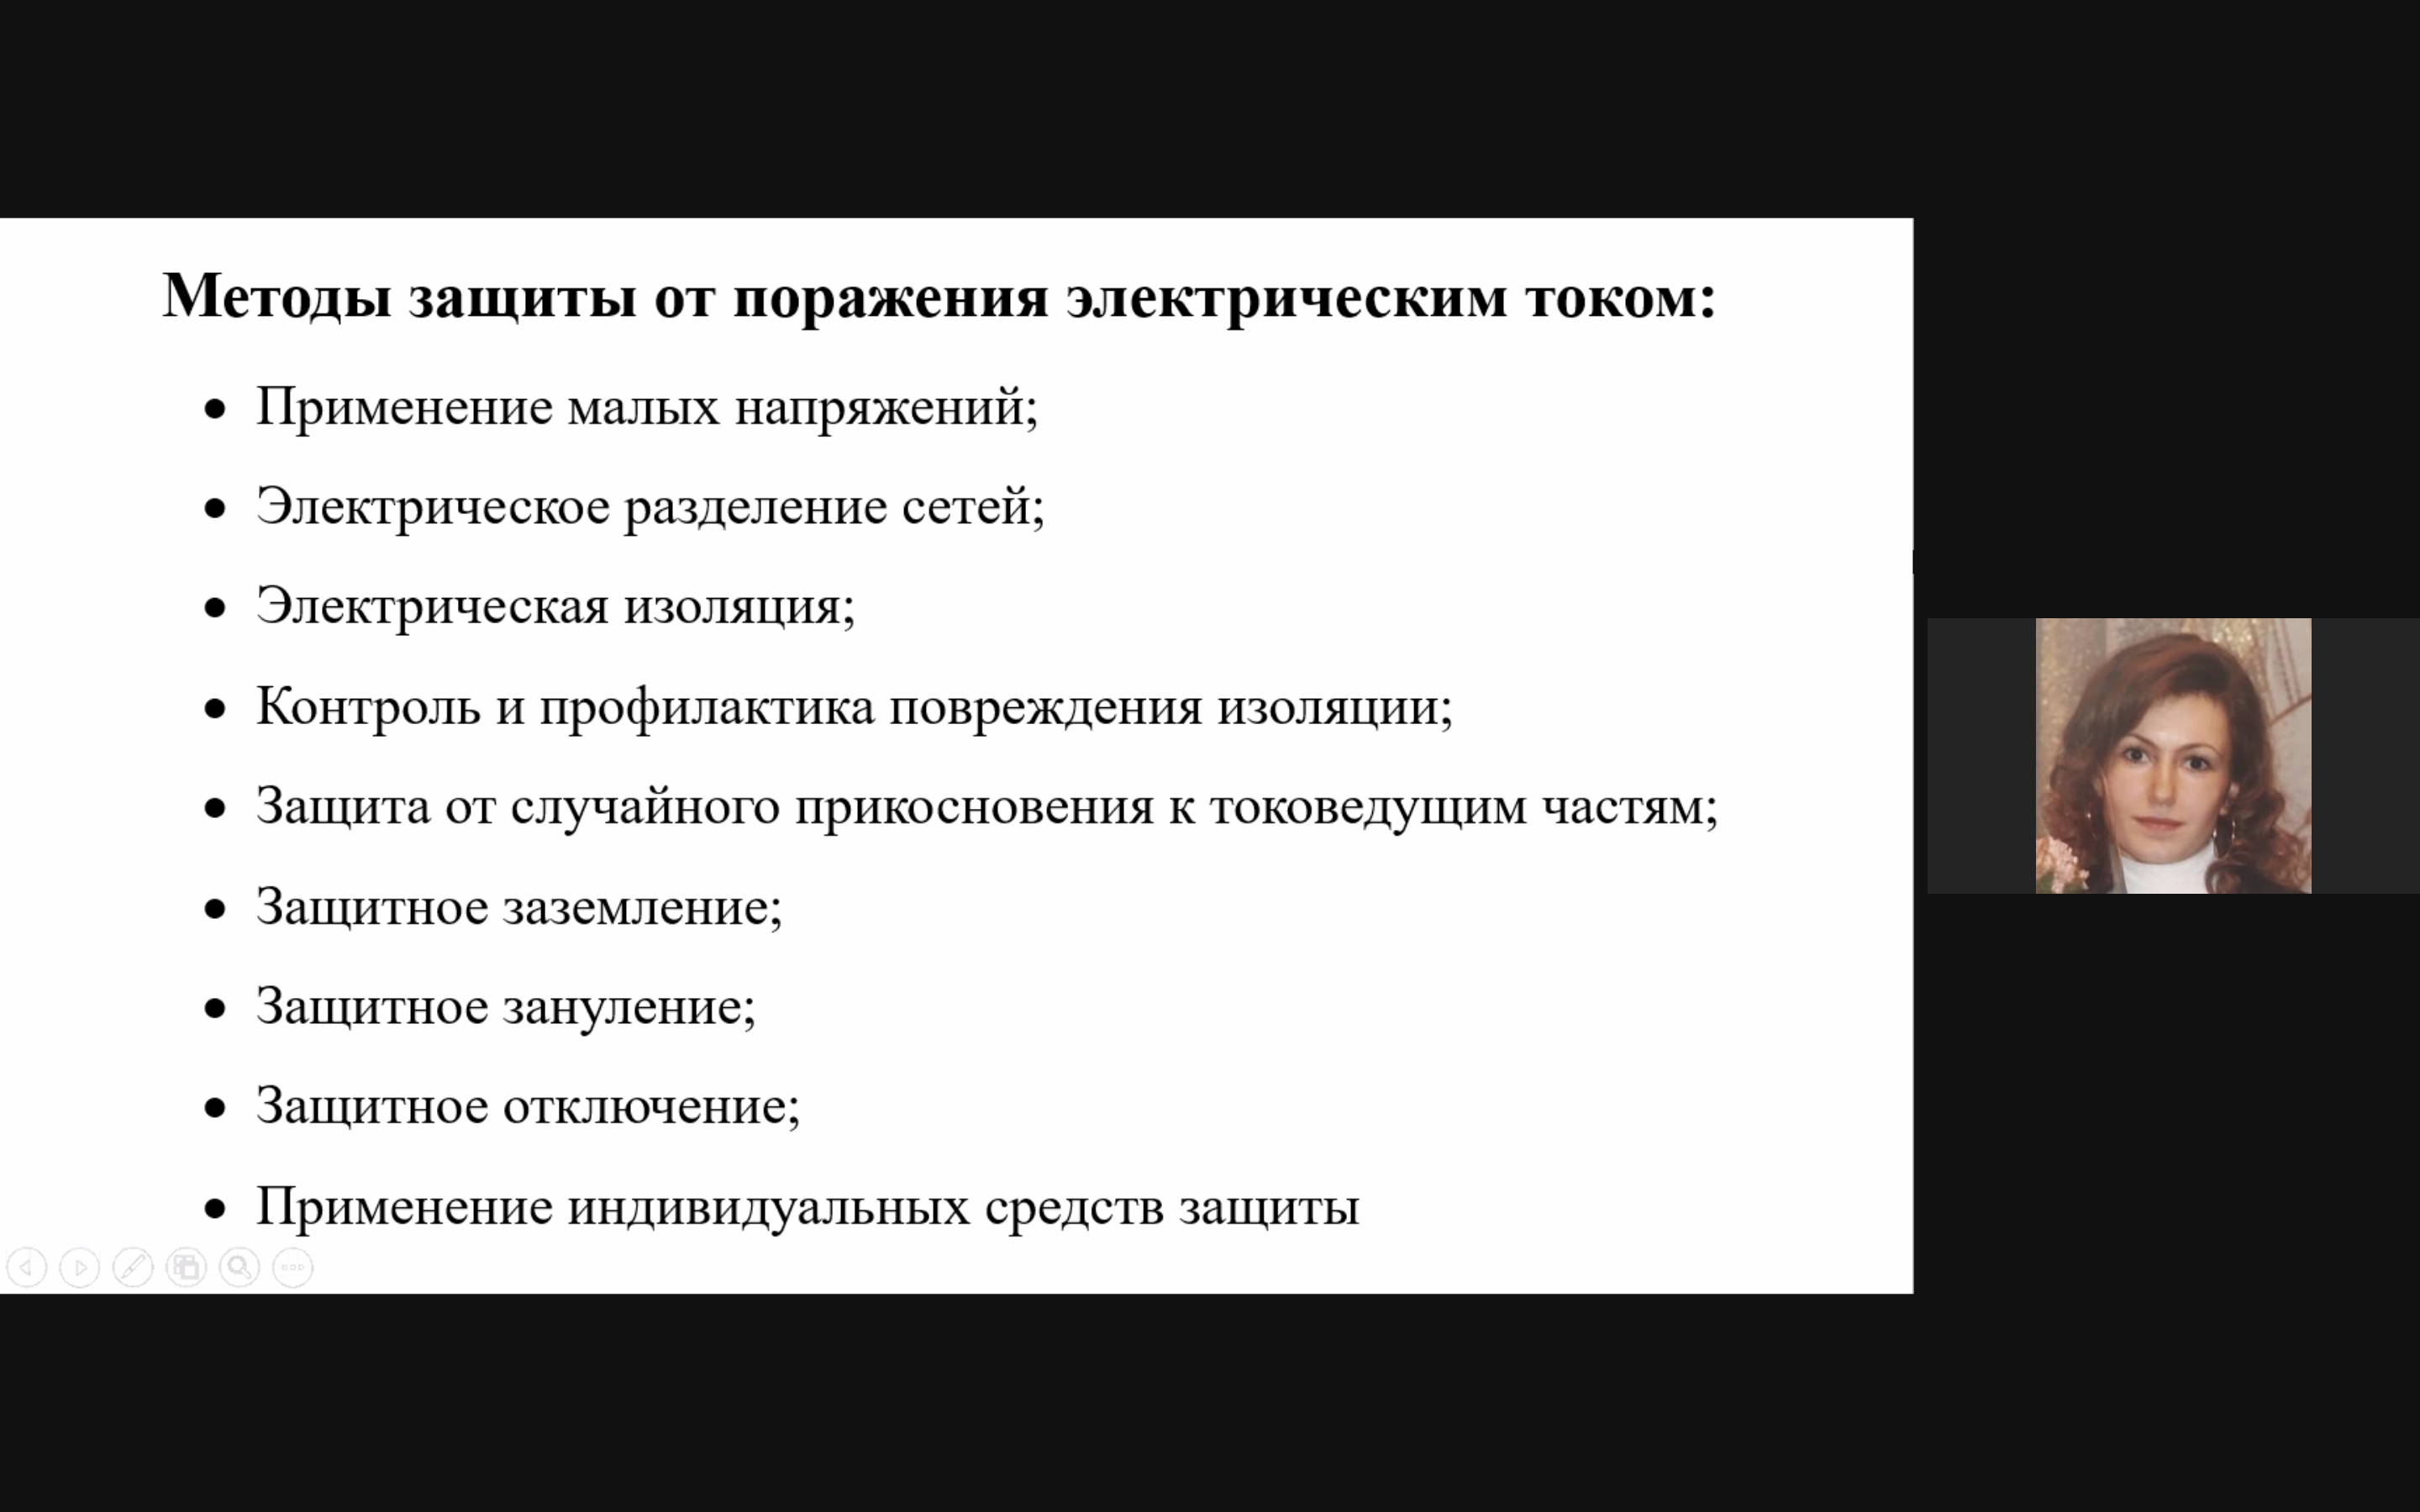 Методы защиты от поражения электрическим током:
• Применение малых напряжений;
• Электрическое разделение сетей;
• Электрическая изоляция;
• Контроль и профилактика повреждения изоляции;
• Защита от случайного прикосновения к токоведущим частям;
• Защитное заземление;
• Защитное зануление;
• Защитное отключение;
• Применение индивидуальных средств защиты